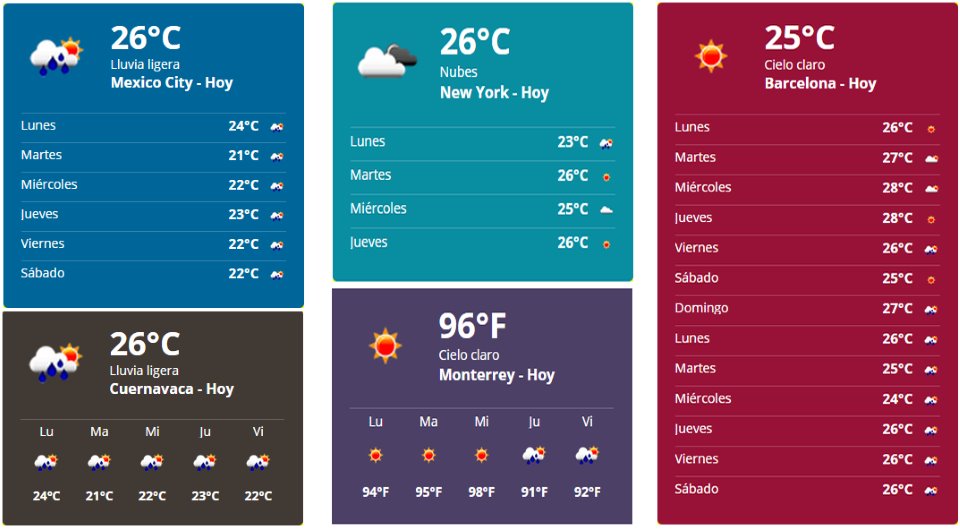 26°C
Lluvia ligera
Mexico City - Hoy
Lunes 24°C
Martes 21°C
Miércoles 22°C
Jueves 23°C
Viernes 22°C
Sábado 22°C
26°C
Lluvia ligera
Cuernavaca - Hoy
Lu Ma Mi Ju Vi
24°C 21°C 22°C 23°C 22°C
26°C
Nubes
New York - Hoy
Lunes 23°C
Martes 26°C
Miércoles 25°C
Jueves 26°C
96°F
Cielo claro
Monterrey - Hoy
Lu Ma Mi Ju Vi
94°F 95°F 98°F 91°F 92°F
25°C
Cielo claro
Barcelona - Hoy
Lunes 26°C
Martes 27°C
Miércoles 28°C
Jueves 28°C
Viernes 26°C
Sábado 25°C
Domingo 27°C
Lunes 26°C
Martes 25°C
Miércoles 24°C
Jueves 26°C
Viernes 26°C
Sábado 26°C